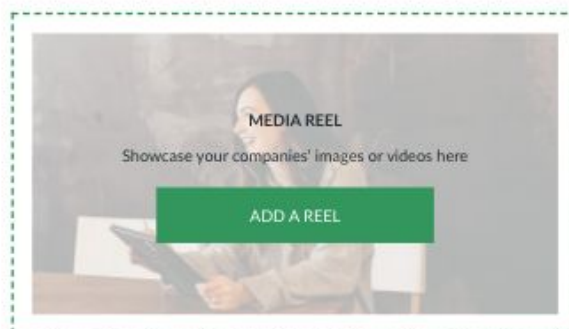 MEDIA REEL
Showcase your companies' images or videos here
ADD A REEL